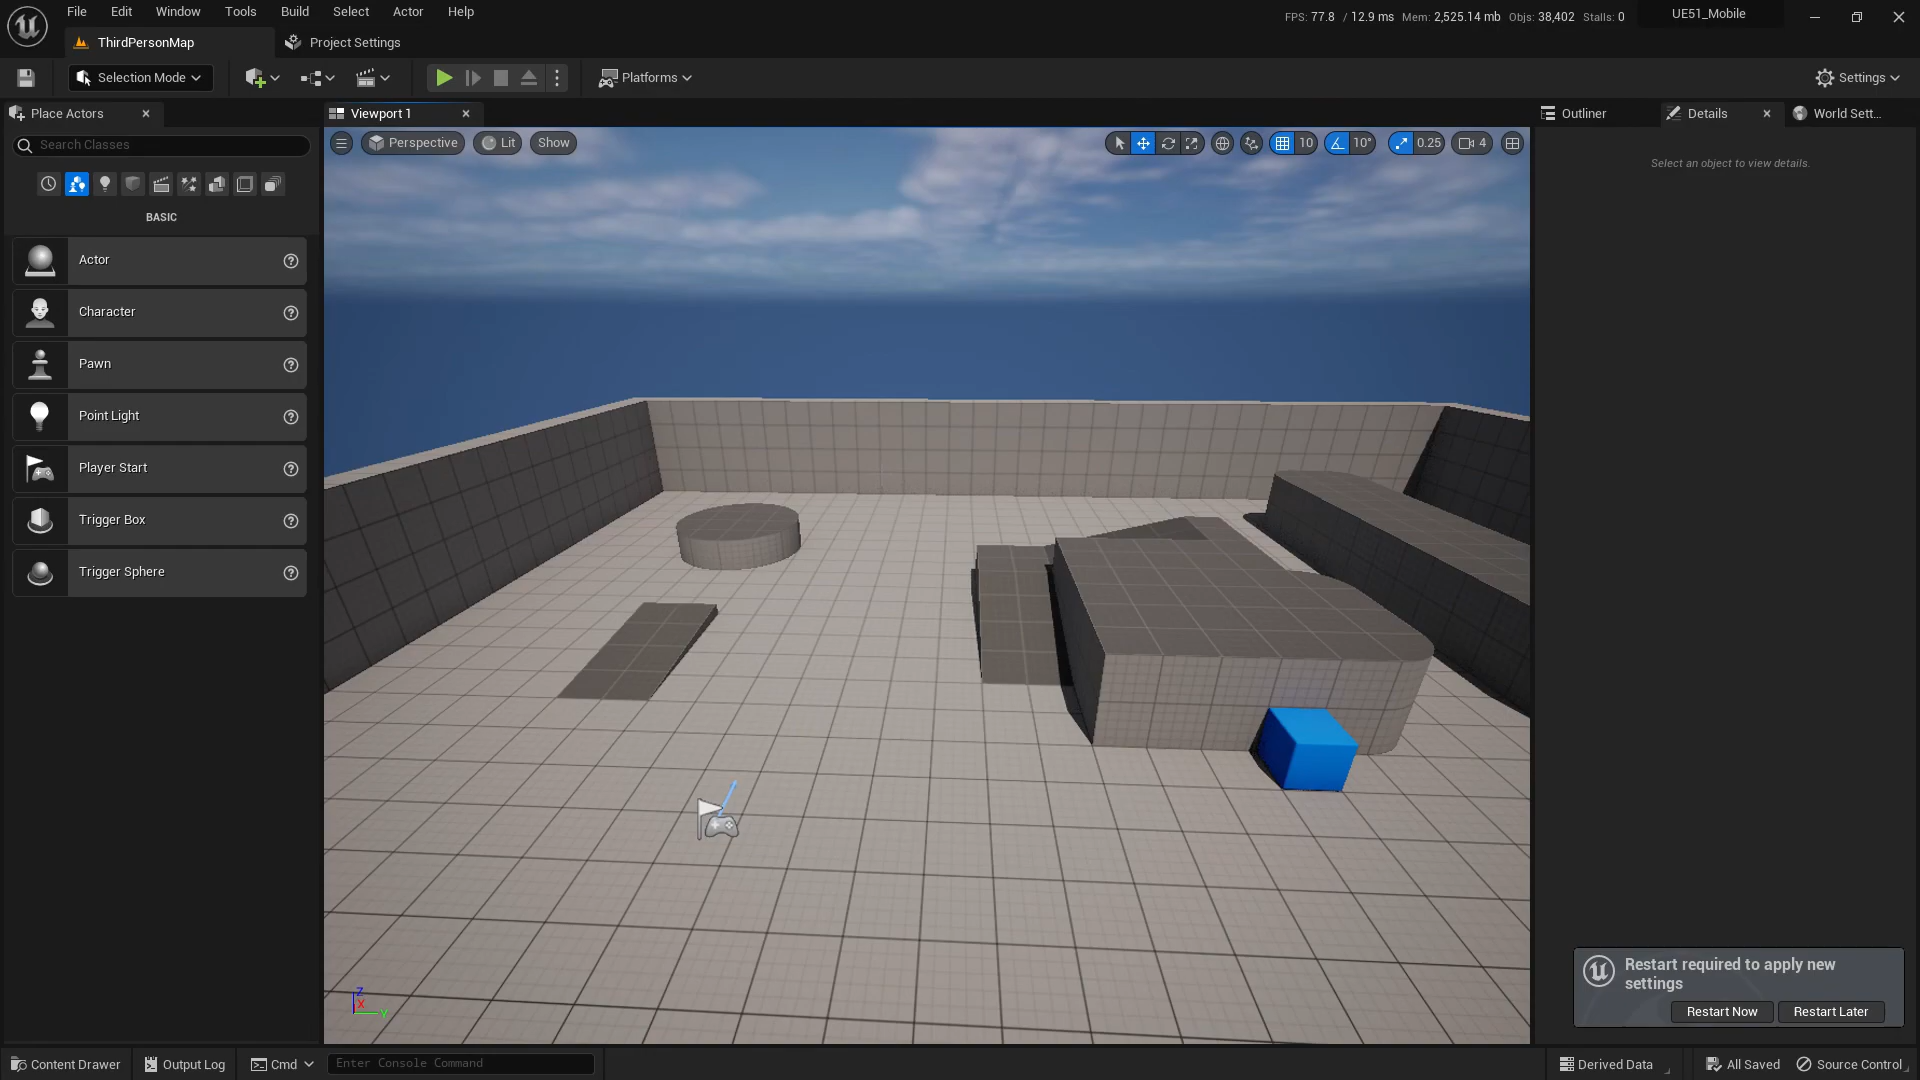 File Edit Window Tools Build Select Actor Help
FPS: 77.8 / 12.9 ms Mem: 2,525.14 mb Objs: 38,402 Stalls: 0
UE51_Mobile
ThirdPersonMap
Project Settings
Selection Mode
Platforms
Settings
Place Actors
Viewport 1
Outliner
Details
World Sett...
Search Classes
Perspective
Lit
Show
10
10°
0.25
4
Select an object to view details.
BASIC
Actor
Character
Pawn
Point Light
Player Start
Trigger Box
Trigger Sphere
Z
X
Y
Restart required to apply new
settings
Restart Now
Restart Later
Content Drawer
Output Log
Cmd
Enter Console Command
Derived Data
All Saved
Source Control